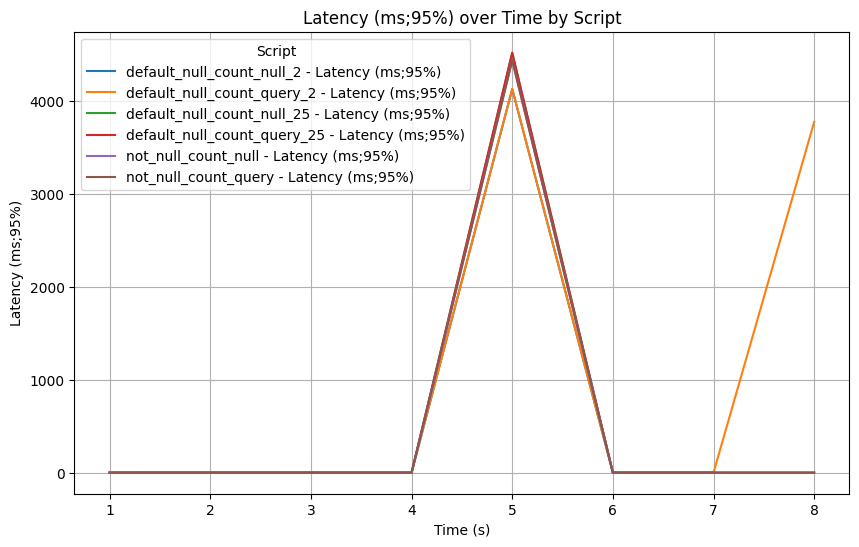 Latency (ms;95%) over Time by Script
Script
default_null_count_null_2 - Latency (ms;95%)
default_null_count_query_2 - Latency (ms;95%)
default_null_count_null_25 - Latency (ms;95%)
default_null_count_query_25 - Latency (ms;95%)
not_null_count_null - Latency (ms;95%)
not_null_count_query - Latency (ms;95%)
Latency (ms;95%)
4000
3000
2000
1000
0
1 2 3 4 5 6 7 8
Time (s)